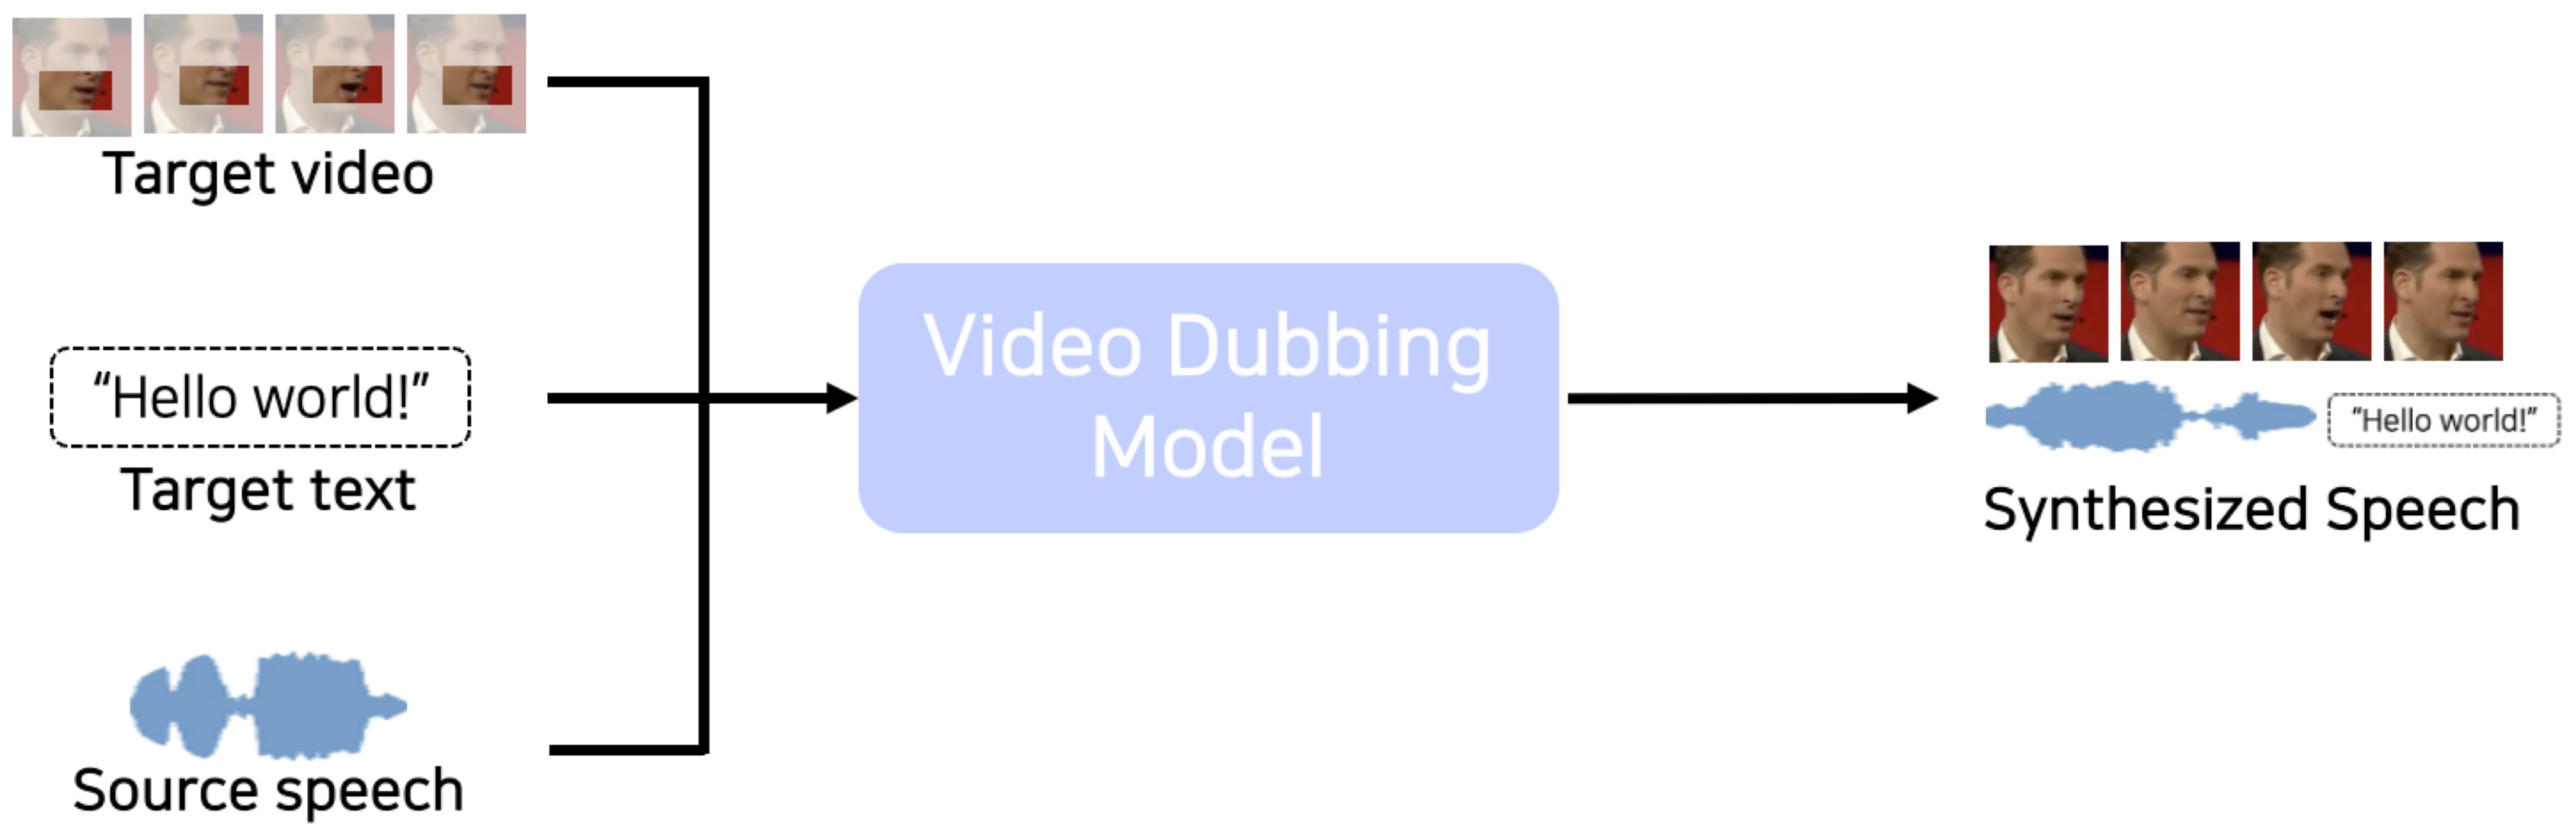 Target video
“Hello world!”
Target text
Source speech
Video Dubbing
Model
“Hello world!”
Synthesized Speech